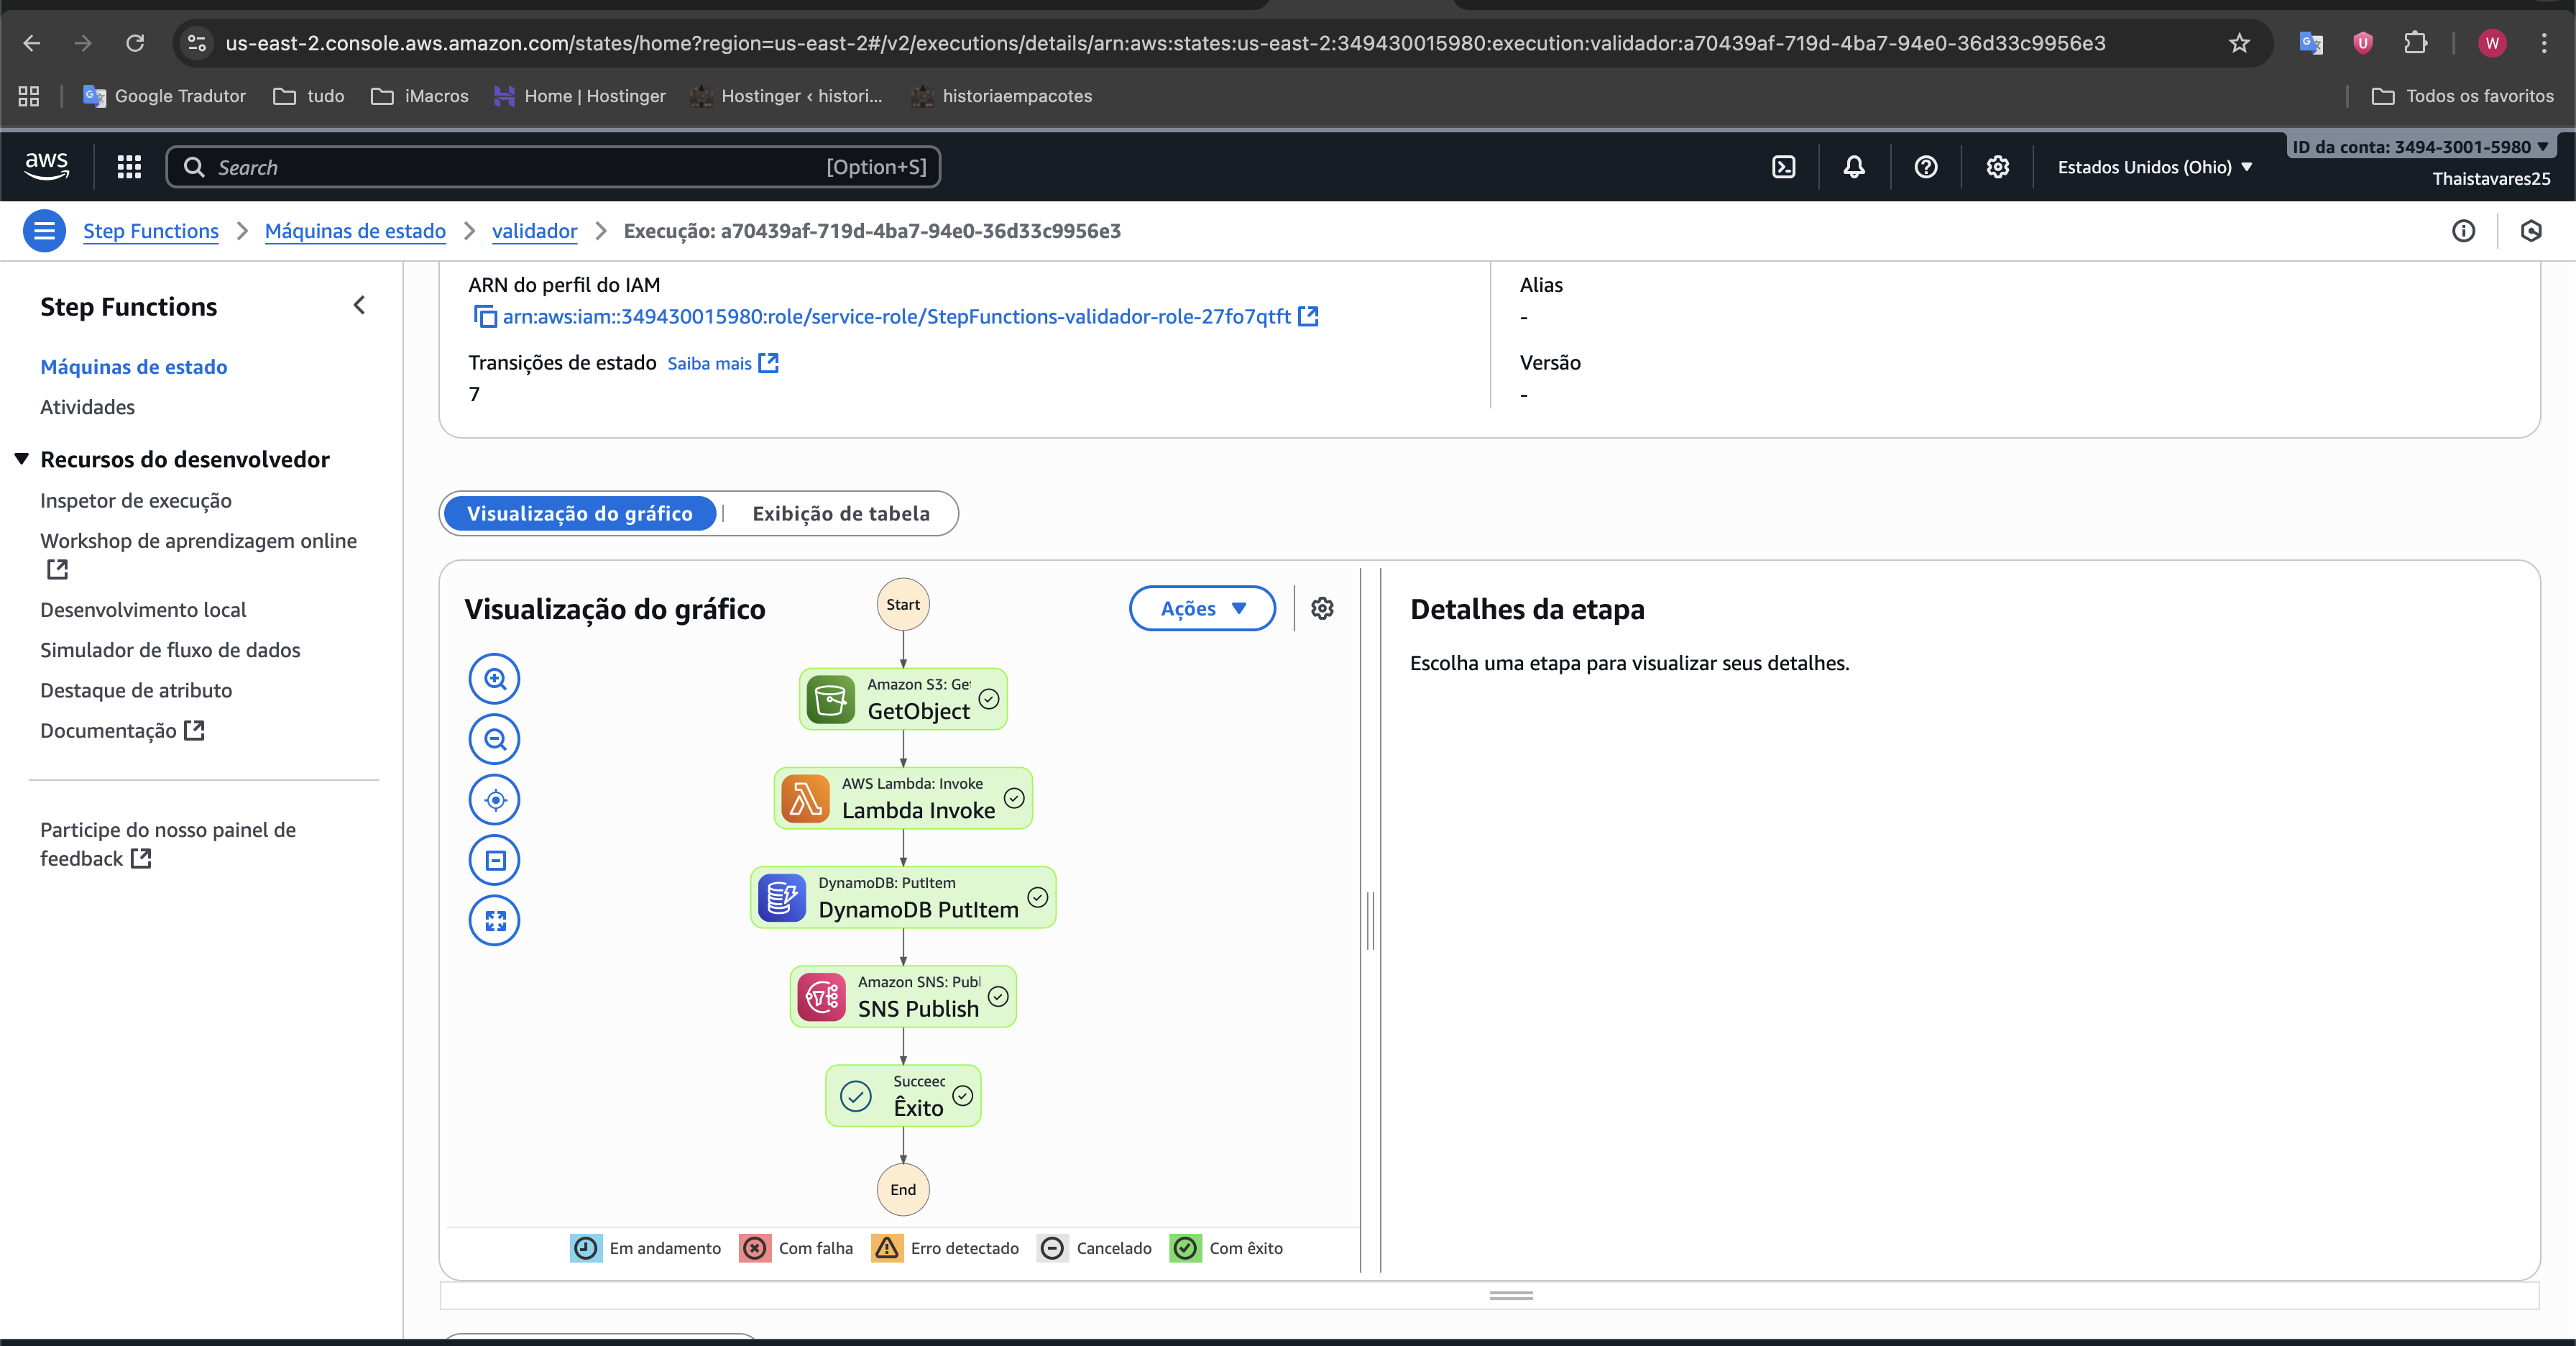 us-east-2.console.aws.amazon.com/states/home?region=us-east-2#/v2/executions/details/arn:aws:states:us-east-2:349430015980:execution:validador:a70439af-719d-4ba7-94e0-36d33c9956e3
W
Google Tradutor
tudo
iMacros
Home | Hostinger
Hostinger ‹ histori...
historiaempacotes
Todos os favoritos
aws
Search
[Option+S]
Estados Unidos (Ohio)
ID da conta: 3494-3001-5980
Thaistavares25
Step Functions
Máquinas de estado
validador
Execução: a70439af-719d-4ba7-94e0-36d33c9956e3
Step Functions
Máquinas de estado
Atividades
Recursos do desenvolvedor
Inspetor de execução
Workshop de aprendizagem online
Desenvolvimento local
Simulador de fluxo de dados
Destaque de atributo
Documentação
Participe do nosso painel de
feedback
ARN do perfil do IAM
arn:aws:iam::349430015980:role/service-role/StepFunctions-validador-role-27fo7qtft
Transições de estado Saiba mais
7
Alias
-
Versão
-
Visualização do gráfico
Exibição de tabela
Visualização do gráfico
Ações
Start
Amazon S3: Get
GetObject
AWS Lambda: Invoke
Lambda Invoke
DynamoDB: PutItem
DynamoDB PutItem
Amazon SNS: Publ
SNS Publish
Succeed
Êxito
End
Em andamento
Com falha
Erro detectado
Cancelado
Com êxito
Detalhes da etapa
Escolha uma etapa para visualizar seus detalhes.